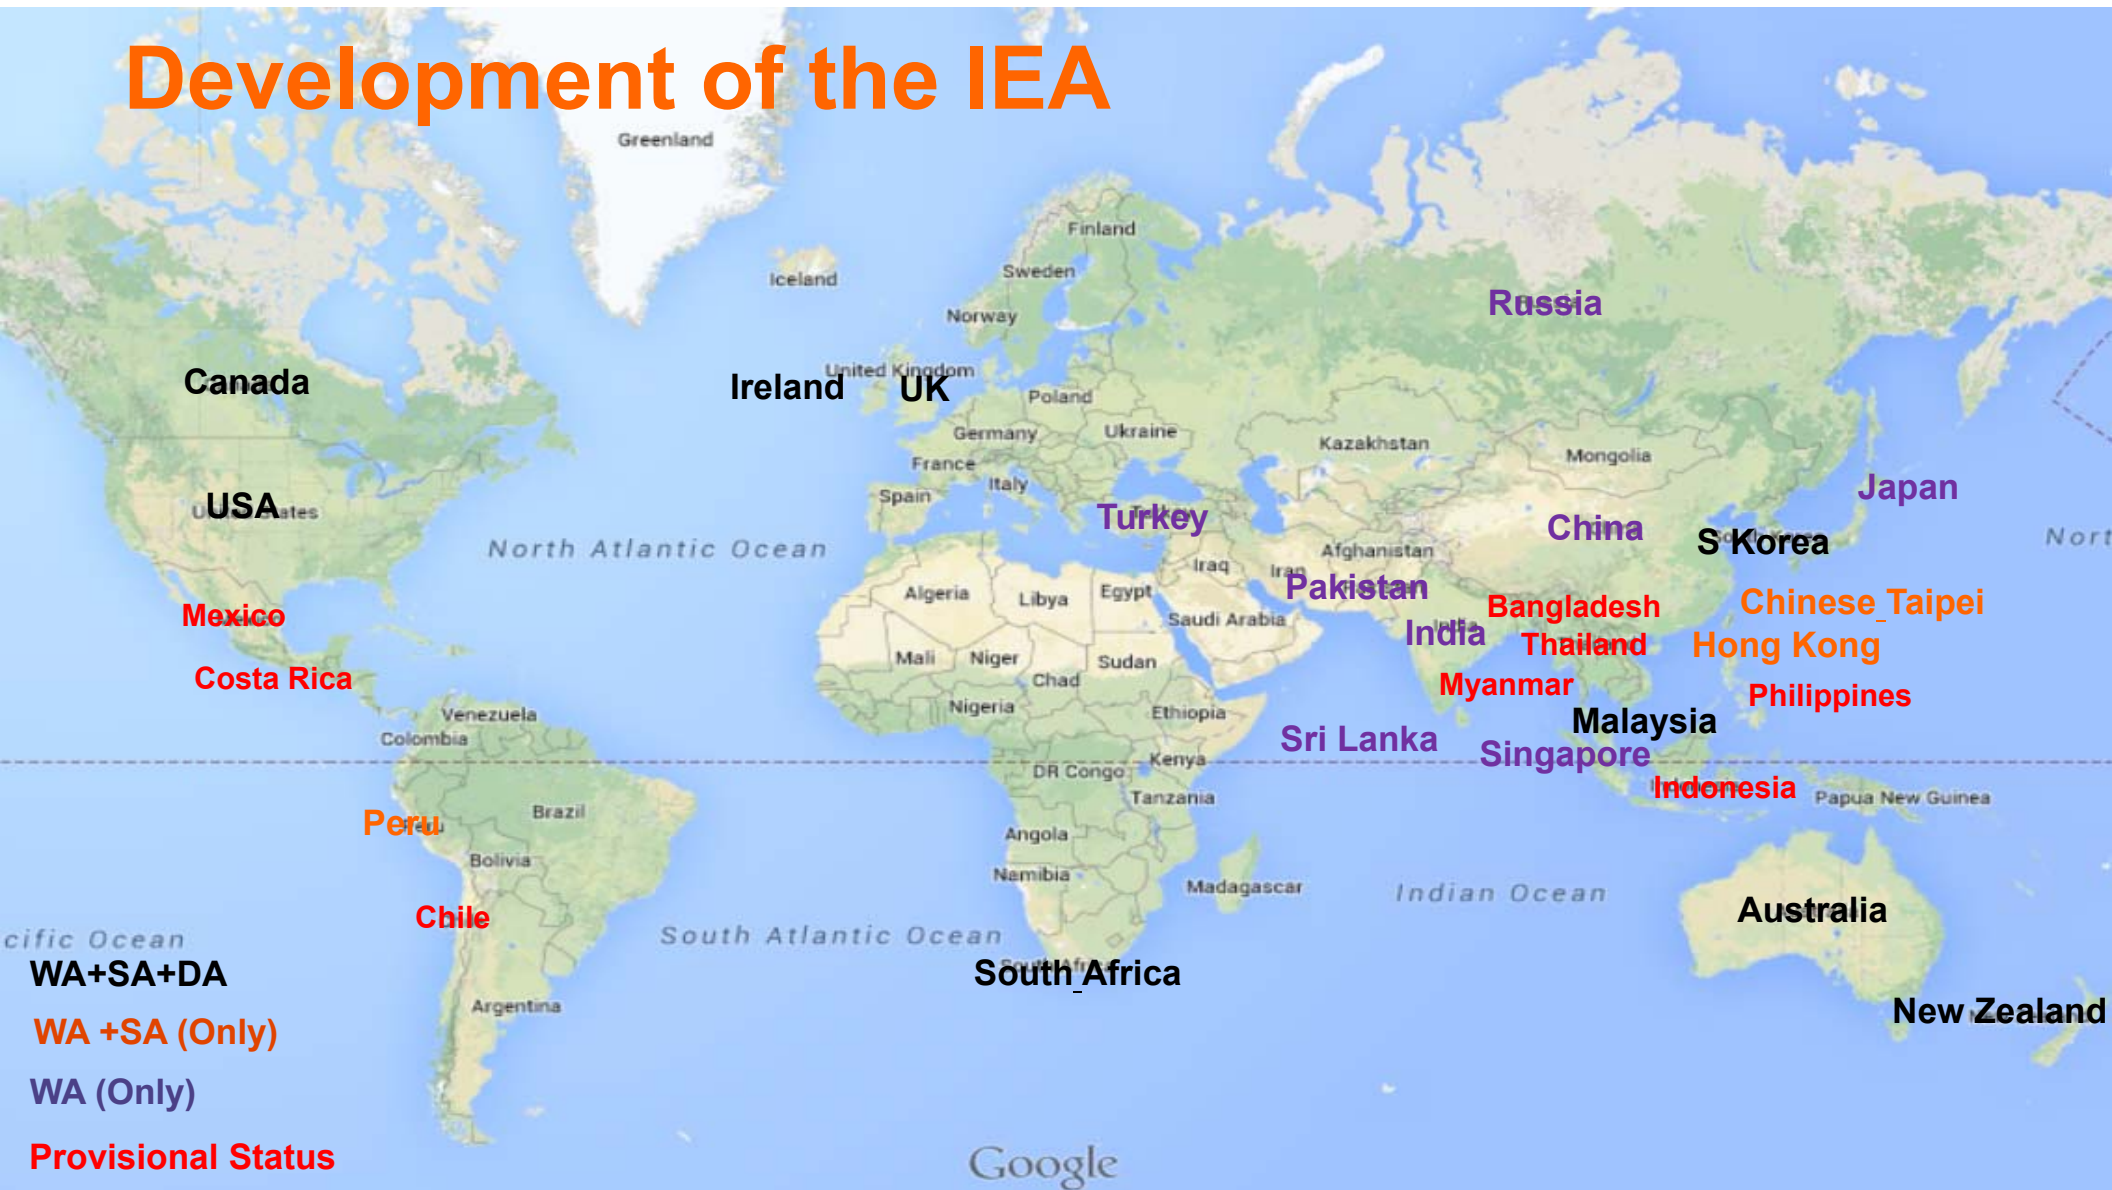 Development of the IEA
Greenland
Finland
Iceland
Sweden
Norway
Russia
Canada
Ireland
United Kingdom
UK
Poland
Germany
Ukraine
Kazakhstan
Mongolia
France
Italy
Spain
USA
Turkey
China
Japan
S Korea
North Atlantic Ocean
Nort
Iraq
Iran
Afghanistan
Pakistan
Algeria
Libya
Egypt
Saudi Arabia
Bangladesh
Chinese Taipei
Mexico
India
Thailand
Hong Kong
Mali
Niger
Sudan
Chad
Costa Rica
Myanmar
Philippines
Venezuela
Nigeria
Ethiopia
Malaysia
Colombia
Sri Lanka
Singapore
Kenya
DR Congo
Indonesia
Papua New Guinea
Tanzania
Peru
Brazil
Angola
Bolivia
Namibia
Madagascar
Indian Ocean
Chile
Australia
cific Ocean
South Atlantic Ocean
South Africa
Argentina
New Zealand
WA+SA+DA
WA +SA (Only)
WA (Only)
Provisional Status
Google